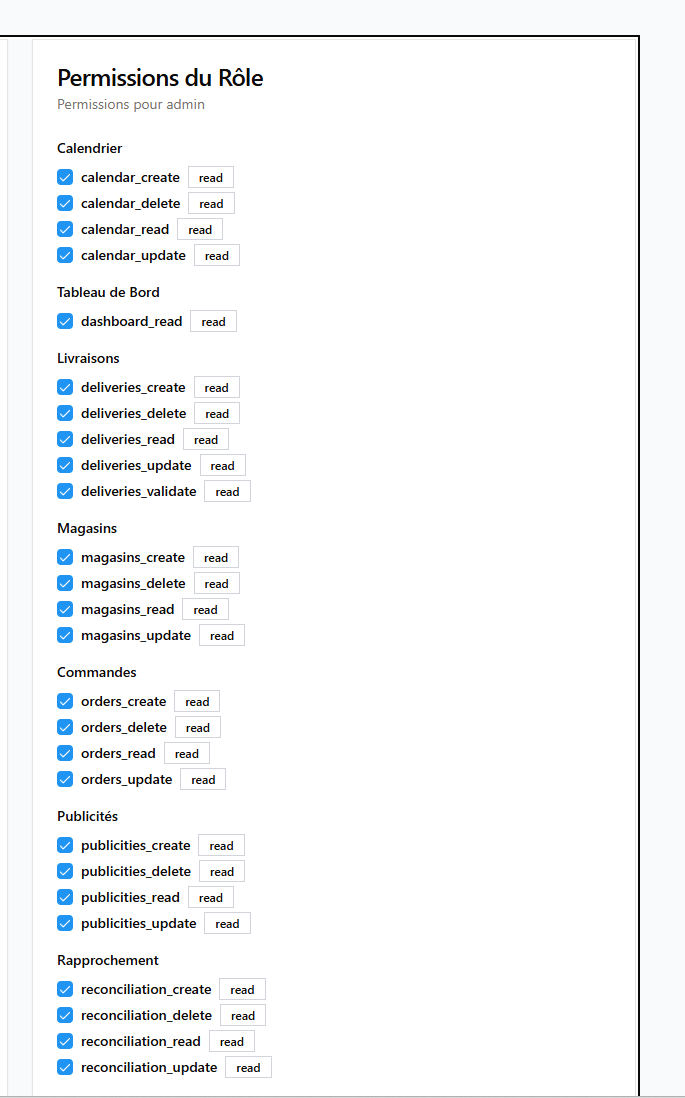 Permissions du Rôle
Permissions pour admin
Calendrier
calendar_create read
calendar_delete read
calendar_read read
calendar_update read
Tableau de Bord
dashboard_read read
Livraisons
deliveries_create read
deliveries_delete read
deliveries_read read
deliveries_update read
deliveries_validate read
Magasins
magasins_create read
magasins_delete read
magasins_read read
magasins_update read
Commandes
orders_create read
orders_delete read
orders_read read
orders_update read
Publicités
publicities_create read
publicities_delete read
publicities_read read
publicities_update read
Rapprochement
reconciliation_create read
reconciliation_delete read
reconciliation_read read
reconciliation_update read